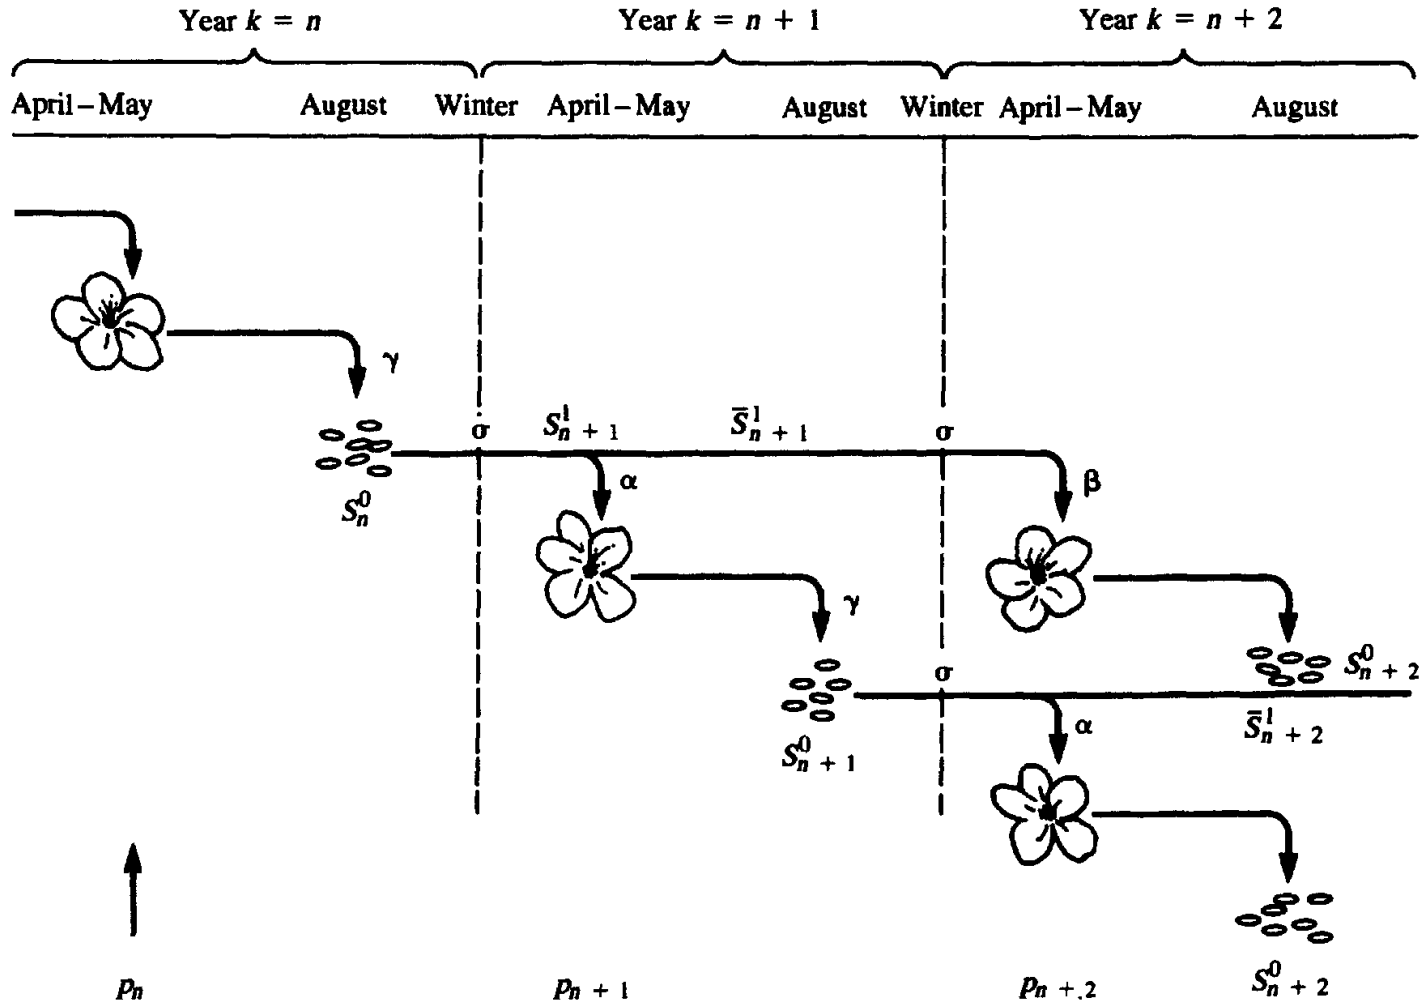 Year k = n Year k = n + 1 Year k = n + 2
April – May August Winter April – May August Winter April – May August
γ
σ S¹ₙ ₊ ₁ S̄¹ₙ ₊ ₁ σ
α β
S⁰ₙ
γ
σ S⁰ₙ ₊ ₂
α S̄¹ₙ ₊ ₂
S⁰ₙ ₊ ₁
pₙ pₙ ₊ ₁ pₙ ₊.₂ S⁰ₙ ₊ ₂